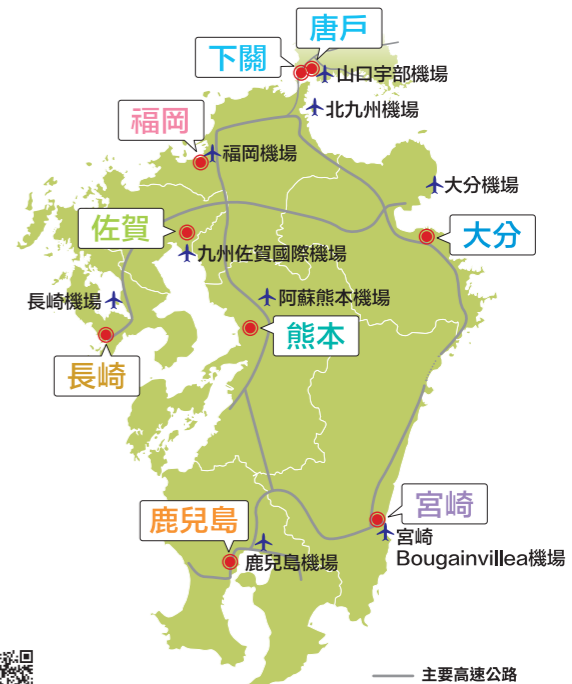 唐戶
下關
山口宇部機場
北九州機場
福岡
福岡機場
大分機場
佐賀
大分
九州佐賀國際機場
長崎機場
阿蘇熊本機場
熊本
長崎
宮崎
鹿兒島
宮崎
Bougainvillea機場
鹿兒島機場
主要高速公路